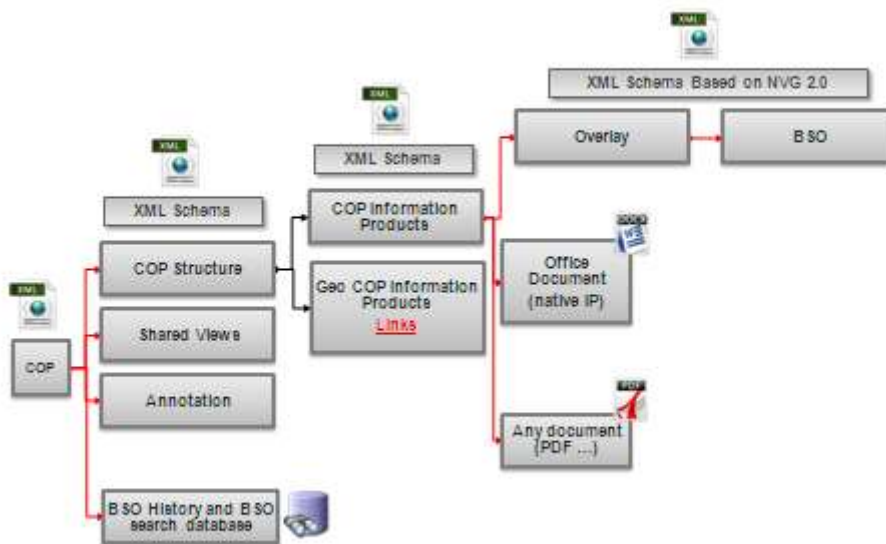 XML
XML Schema Based on NVG 2.0
XML
XML Schema
Overlay
BSO
XML
XML Schema
COP Information
Products
DOCX
W
Office
Document
(native IP)
COP Structure
Geo COP Information
Products
Links
XML
COP
Shared Views
Annotation
PDF
Any document
(PDF ...)
BSO History and BSO
search database